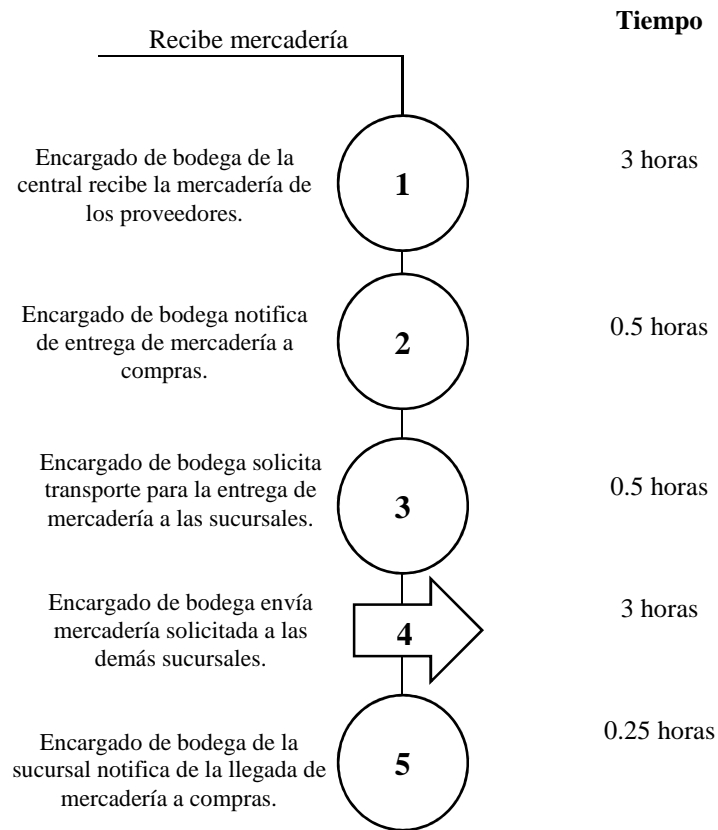 Tiempo
Recibe mercadería
Encargado de bodega de la
central recibe la mercadería de
los proveedores.
1
3 horas
Encargado de bodega notifica
de entrega de mercadería a
compras.
2
0.5 horas
Encargado de bodega solicita
transporte para la entrega de
mercadería a las sucursales.
3
0.5 horas
Encargado de bodega envía
mercadería solicitada a las
demás sucursales.
4
3 horas
Encargado de bodega de la
sucursal notifica de la llegada de
mercadería a compras.
5
0.25 horas